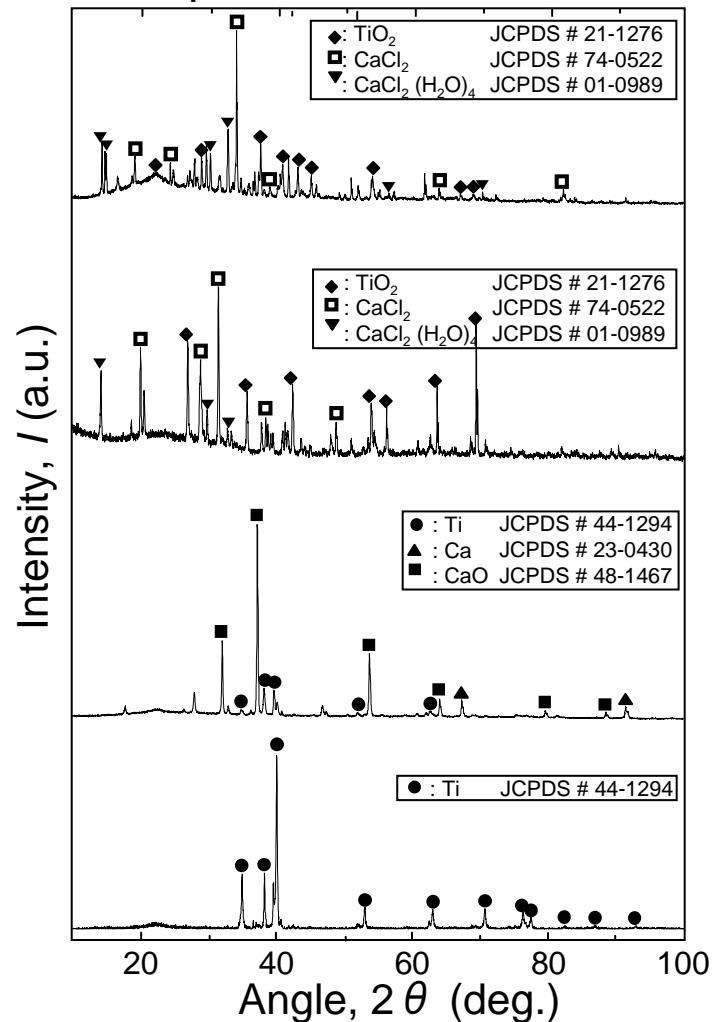 ◆: TiO2 JCPDS # 21-1276
: CaCl2 JCPDS # 74-0522
: CaCl2 (H2O)4 JCPDS # 01-0989
◆ : TiO2 JCPDS # 21-1276
: CaCl2 JCPDS # 74-0522
: CaCl2 (H2O)4 JCPDS # 01-0989
● : Ti JCPDS # 44-1294
▲ : Ca JCPDS # 23-0430
■ : CaO JCPDS # 48-1467
● : Ti JCPDS # 44-1294
Intensity, I (a.u.)
20 40 60 80 100
Angle, 2 θ (deg.)